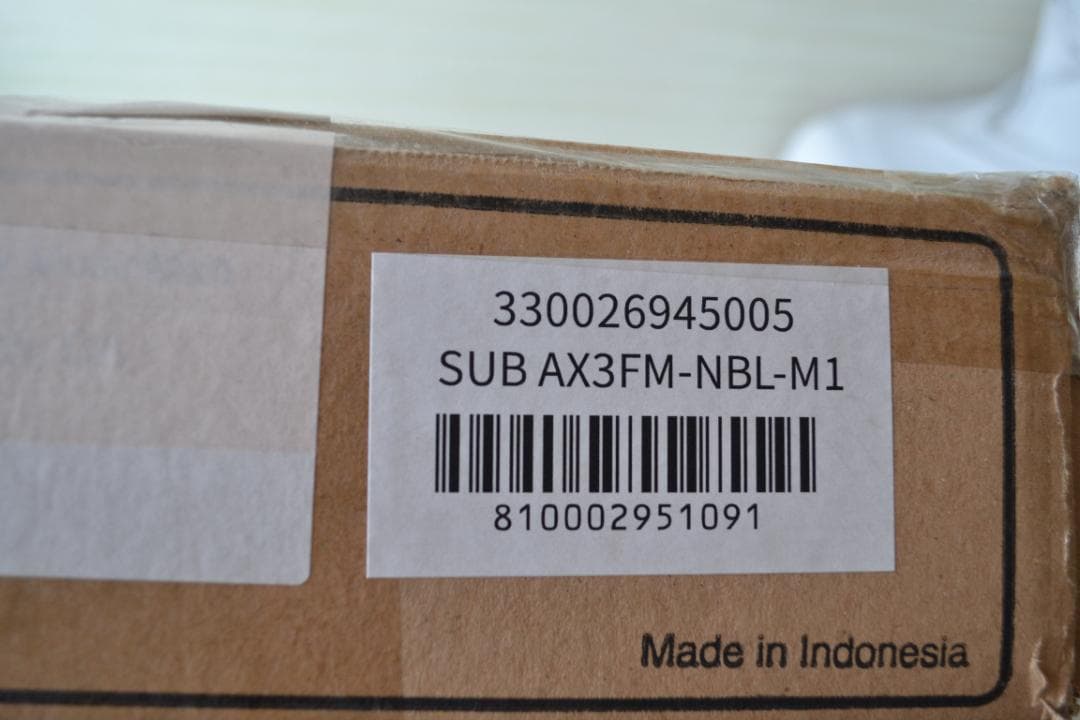 330026945005
SUB AX3FM-NBL-M1
810002951091
Made in Indonesia